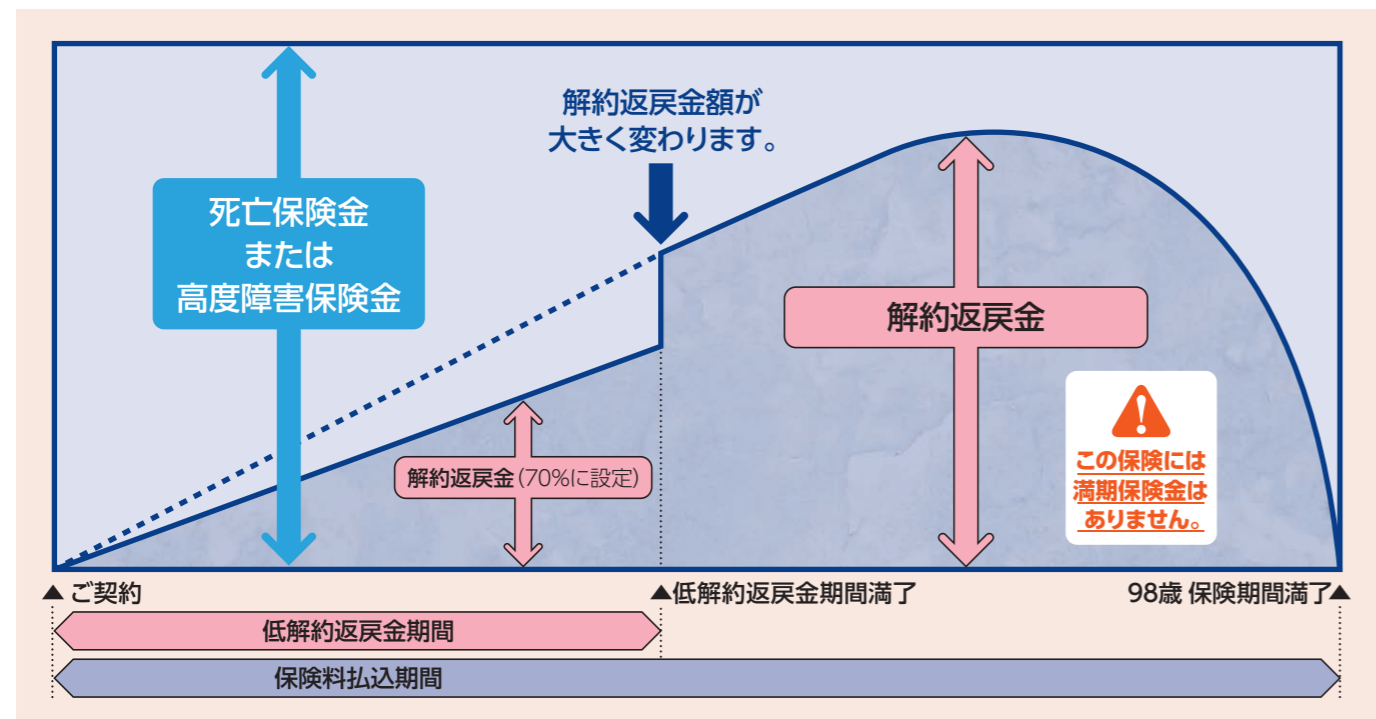 解約返戻金額が
大きく変わります。
死亡保険金
または
高度障害保険金
解約返戻金
解約返戻金(70%に設定)
この保険には
満期保険金は
ありません。
▲ご契約
▲低解約返戻金期間満了
98歳 保険期間満了▲
低解約返戻金期間
保険料払込期間